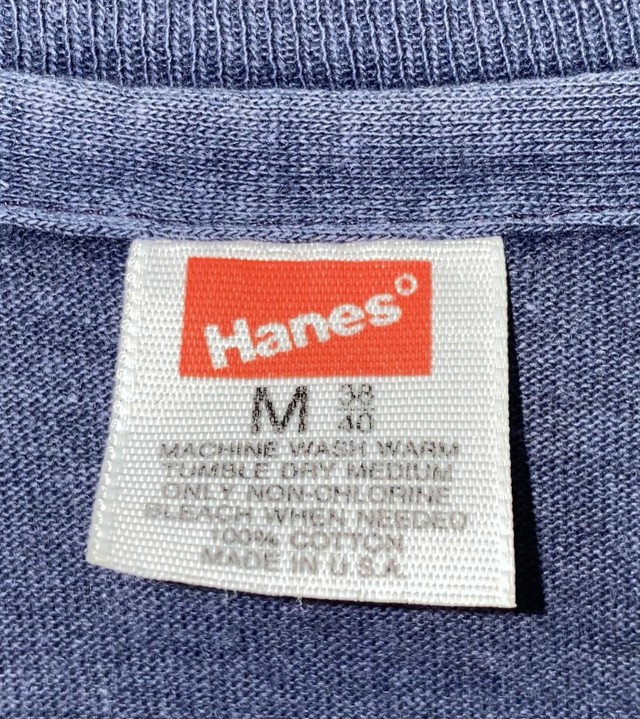 Hanes
M 38
40
MACHINE WASH WARM
TUMBLE DRY MEDIUM
ONLY NON-CHLORINE
BLEACH, WHEN NEEDED
100% COTTON
MADE IN U.S.A.